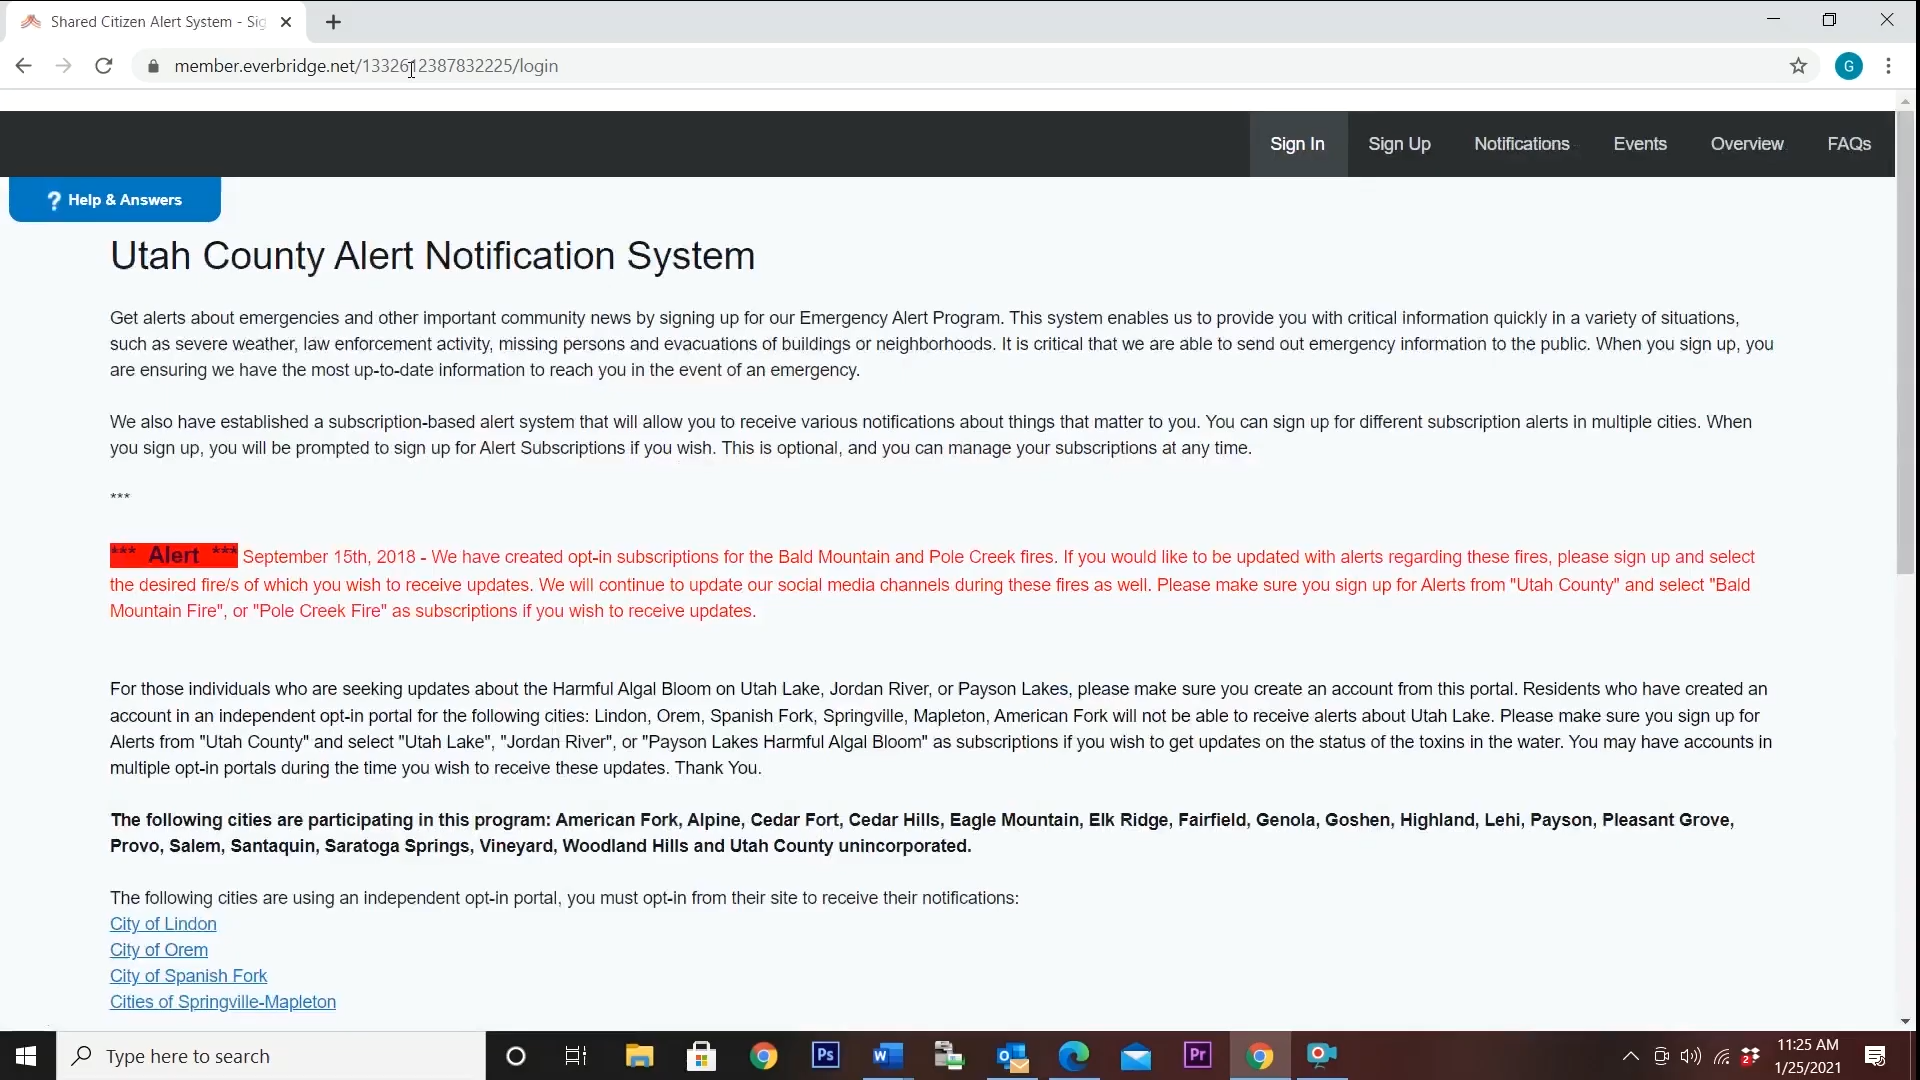 Shared Citizen Alert System - Sig
member.everbridge.net/1332612387832225/login
G
Sign In
Sign Up
Notifications
Events
Overview
FAQs
? Help & Answers
Utah County Alert Notification System
Get alerts about emergencies and other important community news by signing up for our Emergency Alert Program. This system enables us to provide you with critical information quickly in a variety of situations,
such as severe weather, law enforcement activity, missing persons and evacuations of buildings or neighborhoods. It is critical that we are able to send out emergency information to the public. When you sign up, you
are ensuring we have the most up-to-date information to reach you in the event of an emergency.
We also have established a subscription-based alert system that will allow you to receive various notifications about things that matter to you. You can sign up for different subscription alerts in multiple cities. When
you sign up, you will be prompted to sign up for Alert Subscriptions if you wish. This is optional, and you can manage your subscriptions at any time.
***
*** Alert *** September 15th, 2018 - We have created opt-in subscriptions for the Bald Mountain and Pole Creek fires. If you would like to be updated with alerts regarding these fires, please sign up and select
the desired fire/s of which you wish to receive updates. We will continue to update our social media channels during these fires as well. Please make sure you sign up for Alerts from "Utah County" and select "Bald
Mountain Fire", or "Pole Creek Fire" as subscriptions if you wish to receive updates.
For those individuals who are seeking updates about the Harmful Algal Bloom on Utah Lake, Jordan River, or Payson Lakes, please make sure you create an account from this portal. Residents who have created an
account in an independent opt-in portal for the following cities: Lindon, Orem, Spanish Fork, Springville, Mapleton, American Fork will not be able to receive alerts about Utah Lake. Please make sure you sign up for
Alerts from "Utah County" and select "Utah Lake", "Jordan River", or "Payson Lakes Harmful Algal Bloom" as subscriptions if you wish to get updates on the status of the toxins in the water. You may have accounts in
multiple opt-in portals during the time you wish to receive these updates. Thank You.
The following cities are participating in this program: American Fork, Alpine, Cedar Fort, Cedar Hills, Eagle Mountain, Elk Ridge, Fairfield, Genola, Goshen, Highland, Lehi, Payson, Pleasant Grove,
Provo, Salem, Santaquin, Saratoga Springs, Vineyard, Woodland Hills and Utah County unincorporated.
The following cities are using an independent opt-in portal, you must opt-in from their site to receive their notifications:
City of Lindon
City of Orem
City of Spanish Fork
Cities of Springville-Mapleton
Type here to search
Ps
W
O
Pr
2
11:25 AM
1/25/2021